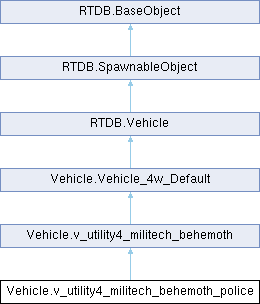 RTDB.BaseObject
RTDB.SpawnableObject
RTDB.Vehicle
Vehicle.Vehicle_4w_Default
Vehicle.v_utility4_militech_behemoth
Vehicle.v_utility4_militech_behemoth_police